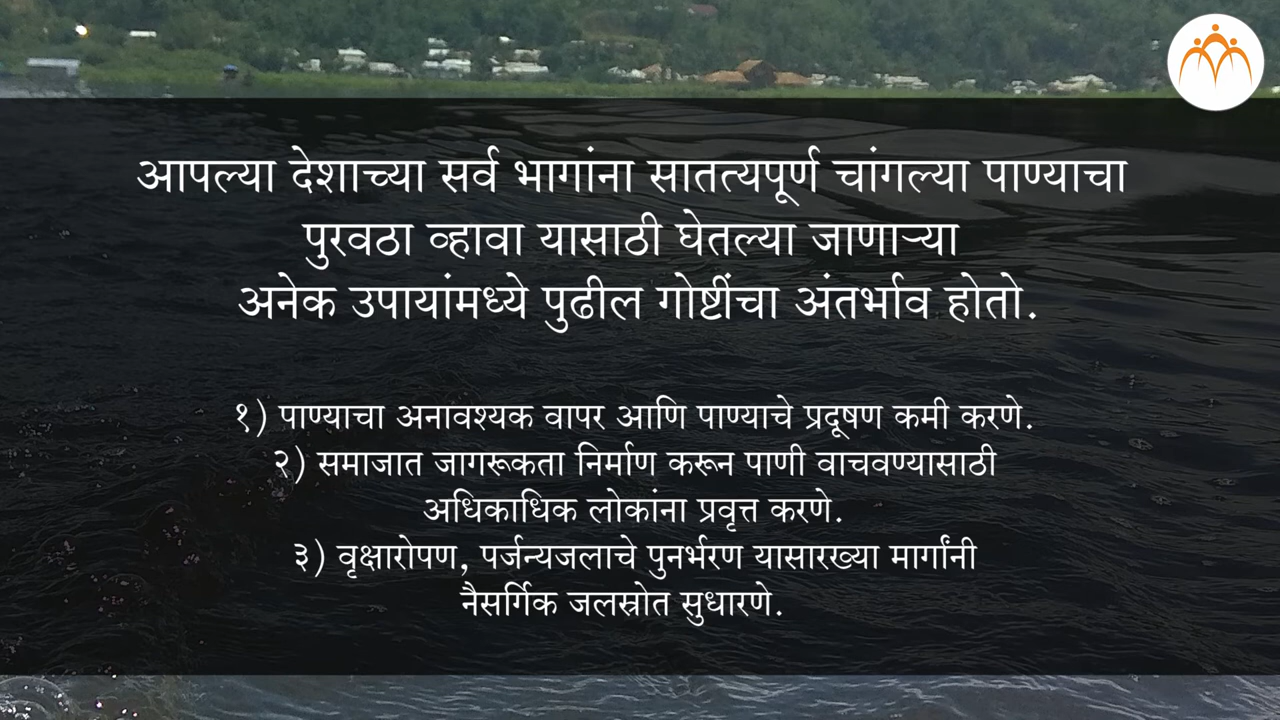 आपल्या देशाच्या सर्व भागांना सातत्यपूर्ण चांगल्या पाण्याचा
पुरवठा व्हावा यासाठी घेतल्या जाणाऱ्या
अनेक उपायांमध्ये पुढील गोष्टींचा अंतर्भाव होतो.
१) पाण्याचा अनावश्यक वापर आणि पाण्याचे प्रदूषण कमी करणे.
२) समाजात जागरूकता निर्माण करून पाणी वाचवण्यासाठी
अधिकाधिक लोकांना प्रवृत्त करणे.
३) वृक्षारोपण, पर्जन्यजलाचे पुनर्भरण यासारख्या मार्गांनी
नैसर्गिक जलस्रोत सुधारणे.